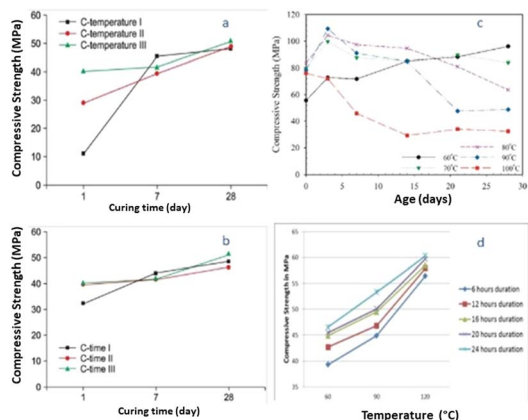 a
C-temperature I
C-temperature II
C-temperature III
Compressive Strength (MPa)
60
50
40
30
20
10
0
1 7 28
Curing time (day)
c
Compressive Strength (MPa)
120
100
80
60
40
20
0
60°C
70°C
80°C
90°C
100°C
0 5 10 15 20 25 30
Age (days)
b
Compressive Strength (MPa)
60
50
40
30
20
10
0
C-time I
C-time II
C-time III
1 7 28
Curing time (day)
d
Compressive Strength in MPa
65
60
55
50
45
40
35
60 90 120
6 hours duration
12 hours duration
16 hours duration
20 hours duration
24 hours duration
Temperature (°C)